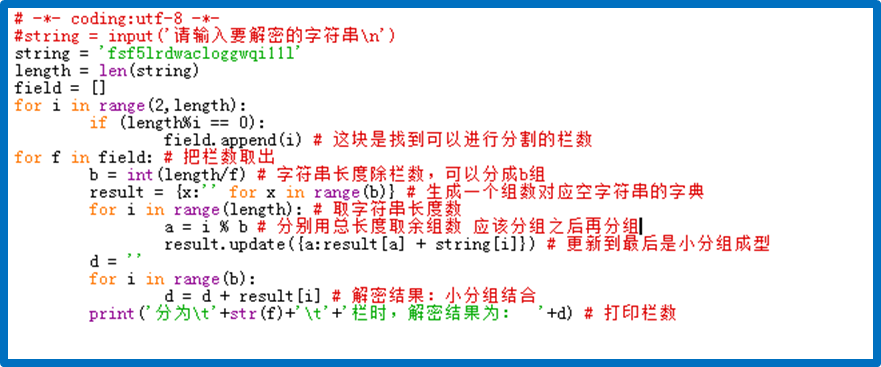 # -*- coding:utf-8 -*-
#string = input('请输入要解密的字符串\n')
string = 'fsf5lrdwacloggwqi11l'
length = len(string)
field = []
for i in range(2,length):
        if (length%i == 0):
                field.append(i) # 这块是找到可以进行分割的栏数
for f in field: # 把栏数取出
        b = int(length/f) # 字符串长度除栏数，可以分成b组
        result = {x:'' for x in range(b)} # 生成一个组数对应空字符串的字典
        for i in range(length): # 取字符串长度数
                a = i % b # 分别用总长度取余组数 应该分组之后再分组
                result.update({a:result[a] + string[i]}) # 更新到最后是小分组成型
        d = ''
        for i in range(b):
                d = d + result[i] # 解密结果：小分组结合
        print('分为\t'+str(f)+'\t'+'栏时，解密结果为：  '+d) # 打印栏数